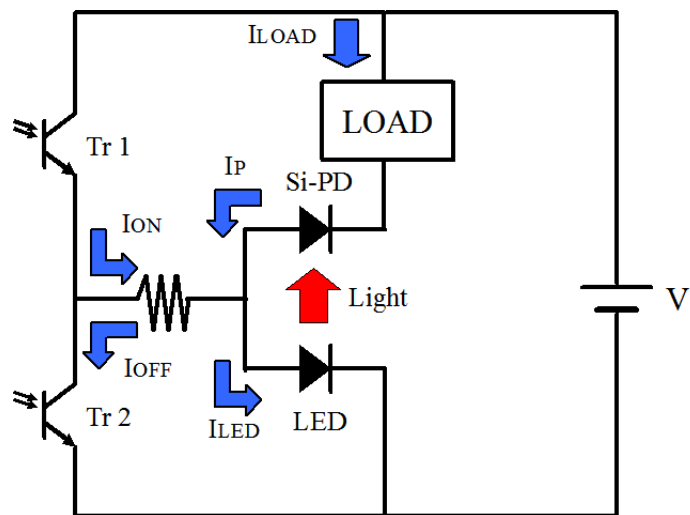 ILOAD
LOAD
Tr 1
IP
Si-PD
ION
Light
V
IOFF
ILED
LED
Tr 2